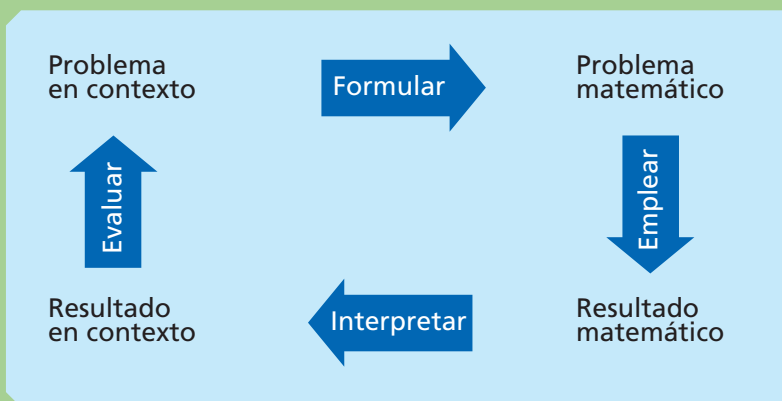 Problema
en contexto
Formular
Problema
matemático
Evaluar
Emplear
Resultado
en contexto
Interpretar
Resultado
matemático